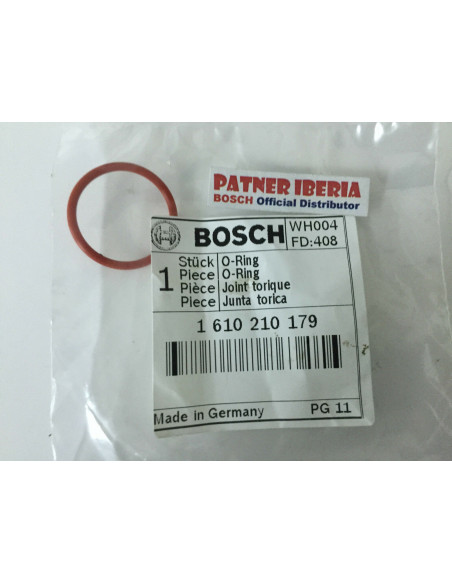 PATNER IBERIA
BOSCH Official Distributor
BOSCH
WH004
FD:408
1
Stück O-Ring
Piece O-Ring
Pièce Joint torique
Piece Junta torica
1 610 210 179
Made in Germany PG 11